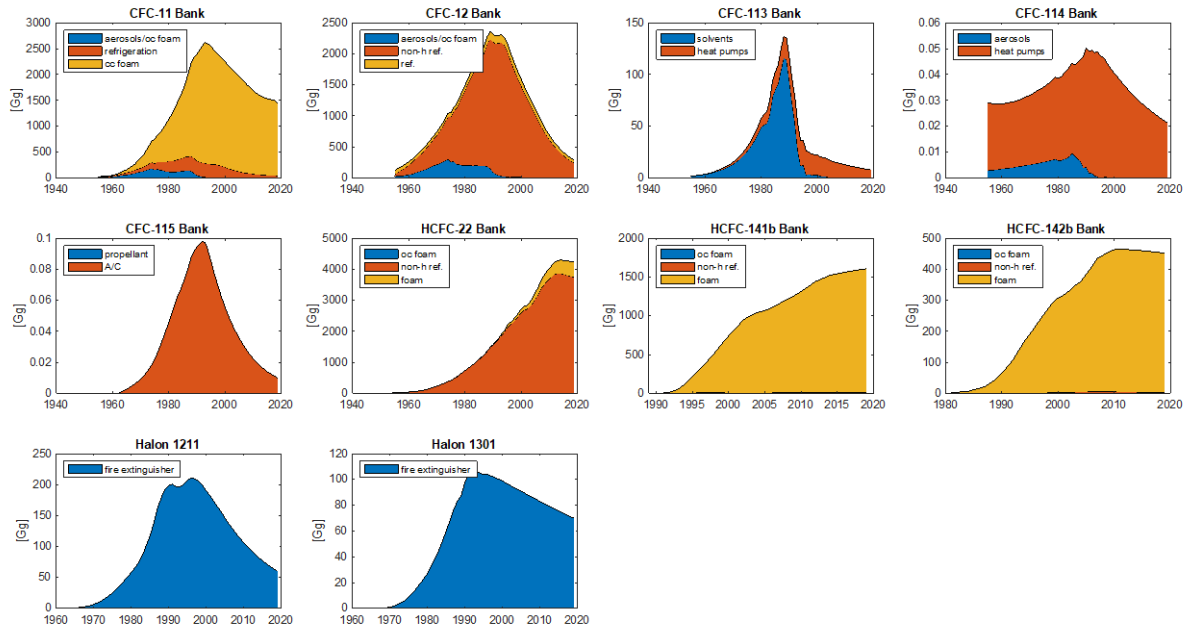 CFC-11 Bank
3000
2500
2000
1500
1000
500
0
[Gg]
aerosols/oc foam
refrigeration
cc foam
1940 1960 1980 2000 2020
CFC-12 Bank
2500
2000
1500
1000
500
0
[Gg]
aerosols/oc foam
non-h ref.
ref.
1940 1960 1980 2000 2020
CFC-113 Bank
150
100
50
0
[Gg]
solvents
heat pumps
1940 1960 1980 2000 2020
CFC-114 Bank
0.06
0.05
0.04
0.03
0.02
0.01
0
[Gg]
aerosols
heat pumps
1940 1960 1980 2000 2020
CFC-115 Bank
0.1
0.08
0.06
0.04
0.02
0
[Gg]
propellant
A/C
1940 1960 1980 2000 2020
HCFC-22 Bank
5000
4000
3000
2000
1000
0
[Gg]
oc foam
non-h ref.
foam
1940 1960 1980 2000 2020
HCFC-141b Bank
2000
1500
1000
500
0
[Gg]
oc foam
non-h ref.
foam
1990 1995 2000 2005 2010 2015 2020
HCFC-142b Bank
500
400
300
200
100
0
[Gg]
oc foam
non-h ref.
foam
1980 1990 2000 2010 2020
Halon 1211
250
200
150
100
50
0
[Gg]
fire extinguisher
1960 1970 1980 1990 2000 2010 2020
Halon 1301
120
100
80
60
40
20
0
[Gg]
fire extinguisher
1960 1970 1980 1990 2000 2010 2020